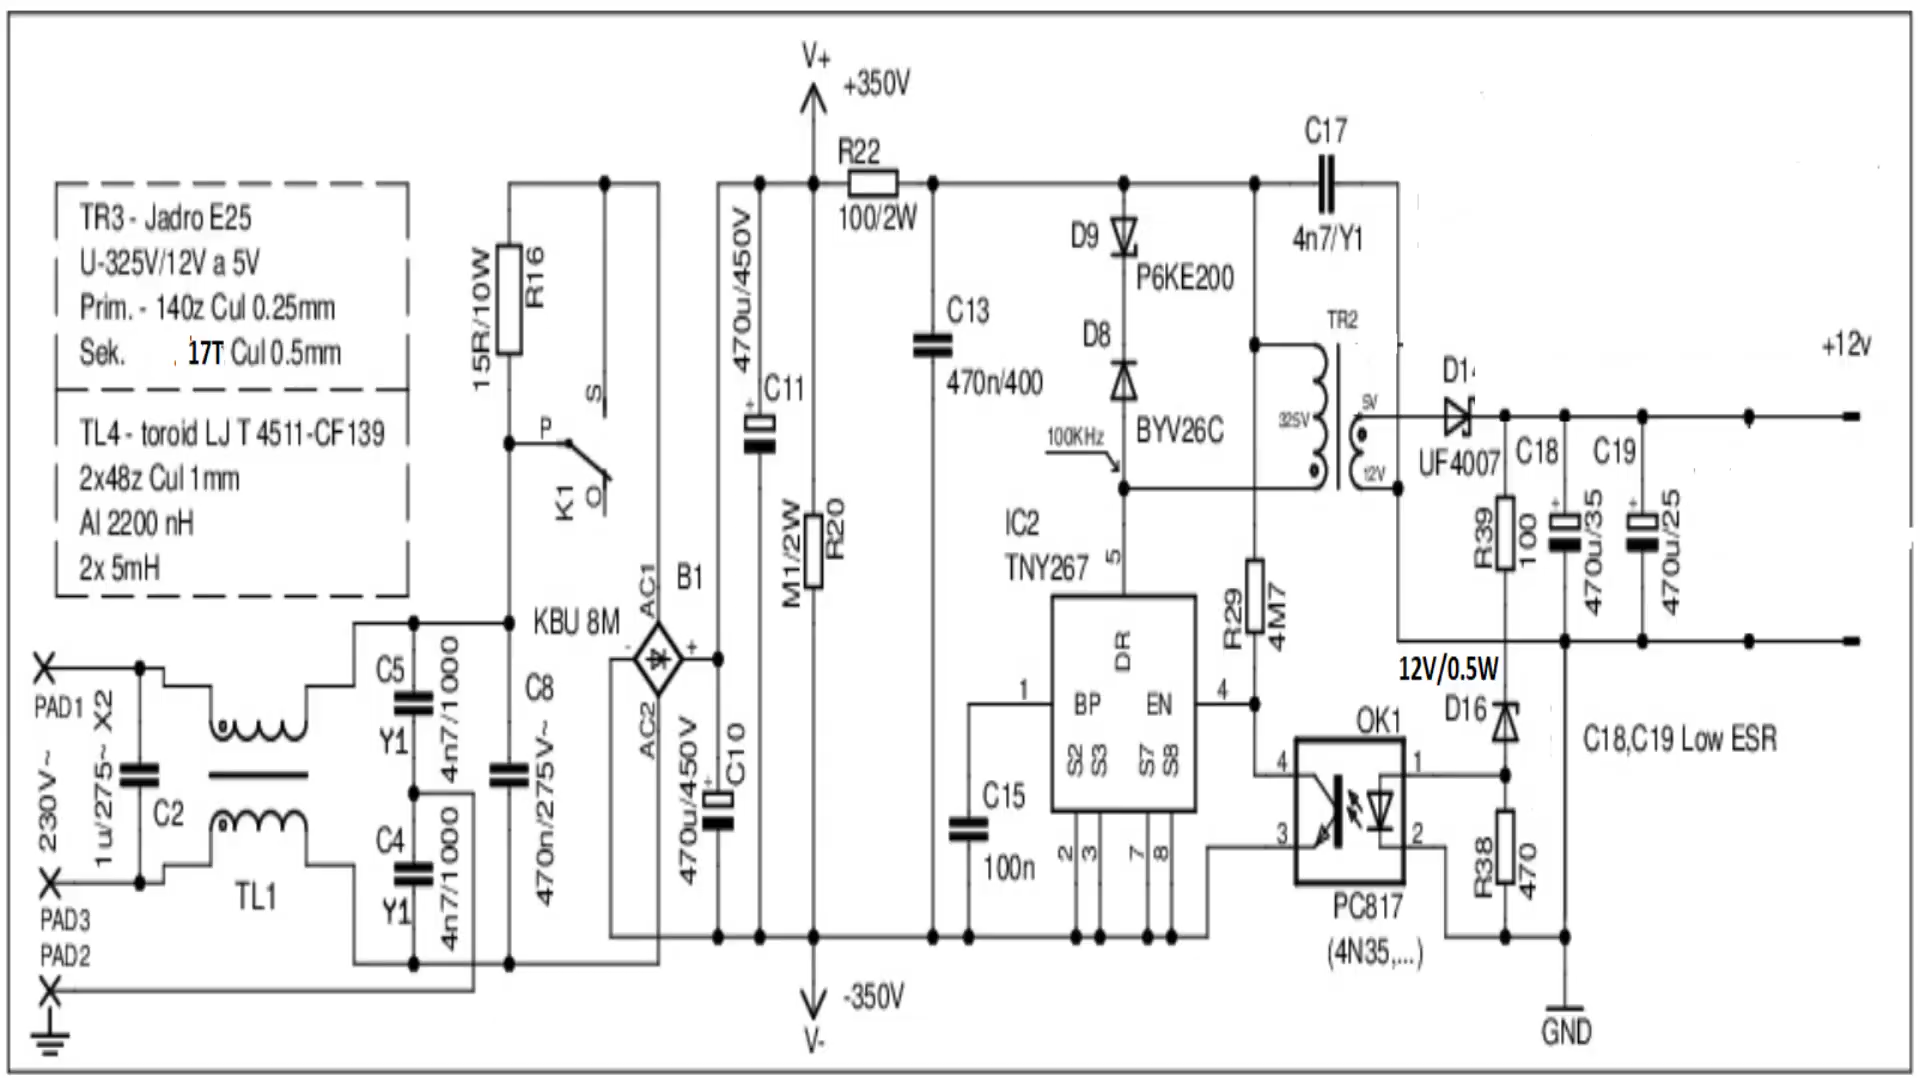 V+
+350V
R22
100/2W
C17
4n7/Y1
TR3 - Jadro E25
U-325V/12V a 5V
Prim. - 140z Cul 0.25mm
Sek. 17T Cul 0.5mm
TL4 - toroid LJ T 4511-CF139
2x48z Cul 1mm
Al 2200 nH
2x 5mH
15R/10W
R16
S
P
K1
O
470u/450V
C11
+
M1/2W
R20
C13
470n/400
D9
P6KE200
D8
BYV26C
100KHz
TR2
325V
5V
12V
D1
UF4007
+12v
C18
C19
R39
100
+
470u/35
+
470u/25
IC2
TNY267
5
DR
BP
EN
S2
S3
S7
S8
1
4
2
3
7
8
R29
4M7
12V/0.5W
D16
C18,C19 Low ESR
OK1
4
3
1
2
PC817
(4N35,...)
R38
470
GND
C15
100n
KBU 8M
B1
AC1
AC2
-
+
C10
+
470u/450V
C8
470n/275V~
C5
Y1
4n7/1000
C4
Y1
4n7/1000
PAD1
230V~
1u/275~ X2
C2
TL1
PAD3
PAD2
-350V
V-